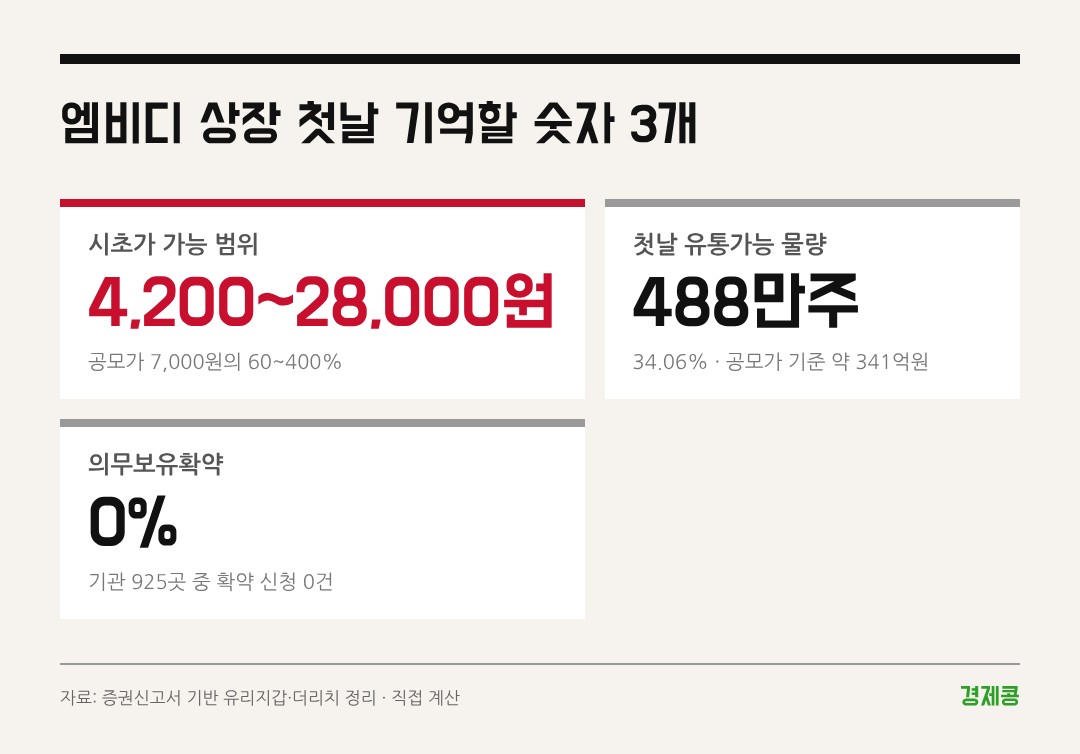 엠비디 상장 첫날 기억할 숫자 3개
시초가 가능 범위
4,200~28,000원
공모가 7,000원의 60~400%
첫날 유통가능 물량
488만주
34.06% · 공모가 기준 약 341억원
의무보유확약
0%
기관 925곳 중 확약 신청 0건
자료: 증권신고서 기반 유리지갑·더리치 정리 · 직접 계산
경제콩